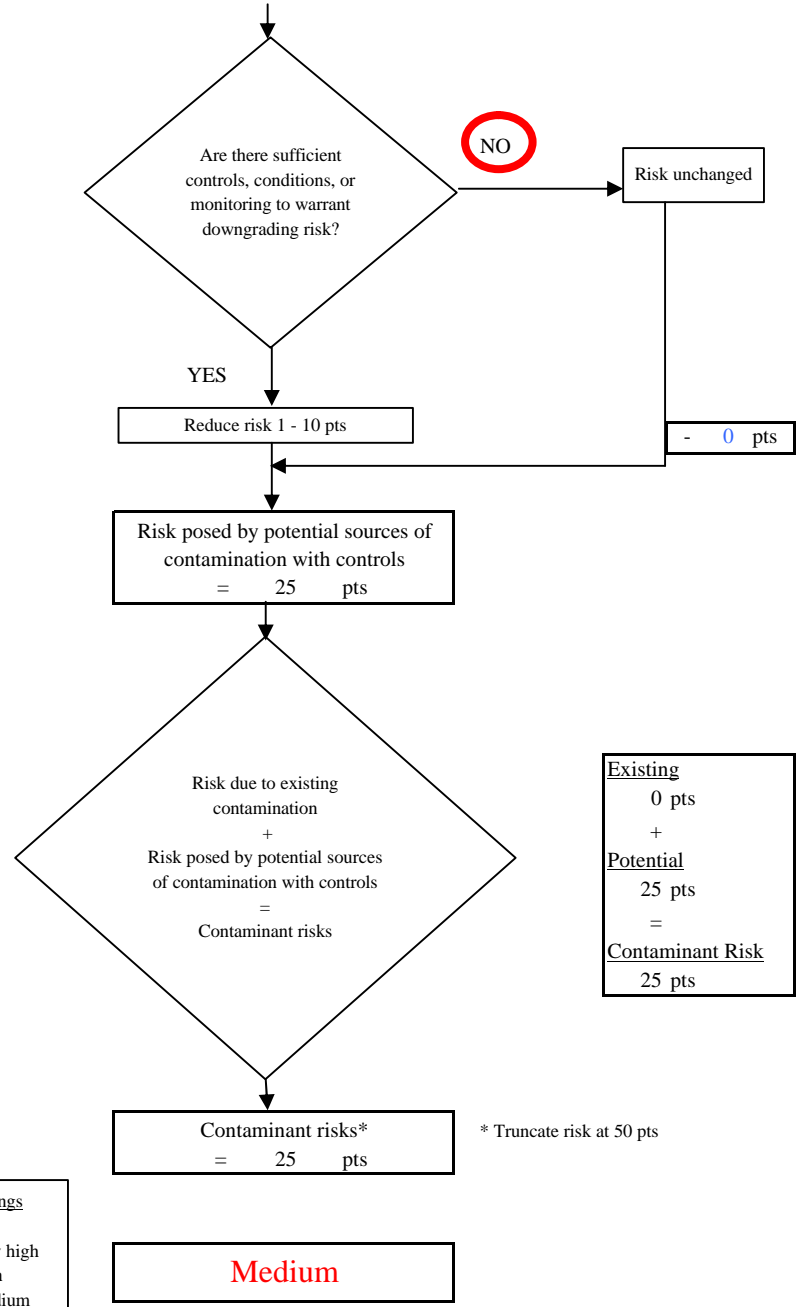 Are there sufficient
controls, conditions, or
monitoring to warrant
downgrading risk?
NO
Risk unchanged
YES
Reduce risk 1 - 10 pts
- 0 pts
Risk posed by potential sources of
contamination with controls
= 25 pts
Risk due to existing
contamination
+
Risk posed by potential sources
of contamination with controls
=
Contaminant risks
Existing
0 pts
+
Potential
25 pts
=
Contaminant Risk
25 pts
Contaminant risks*
= 25 pts
* Truncate risk at 50 pts
high
Medium